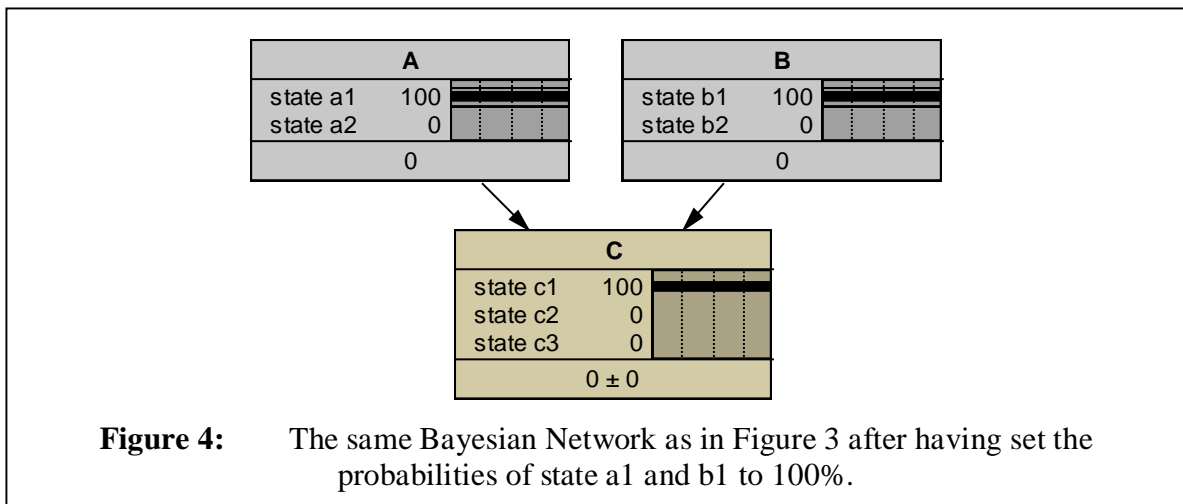 A
state a1 100
state a2 0
0
B
state b1 100
state b2 0
0
C
state c1 100
state c2 0
state c3 0
0 ± 0
Figure 4: The same Bayesian Network as in Figure 3 after having set the
probabilities of state a1 and b1 to 100%.